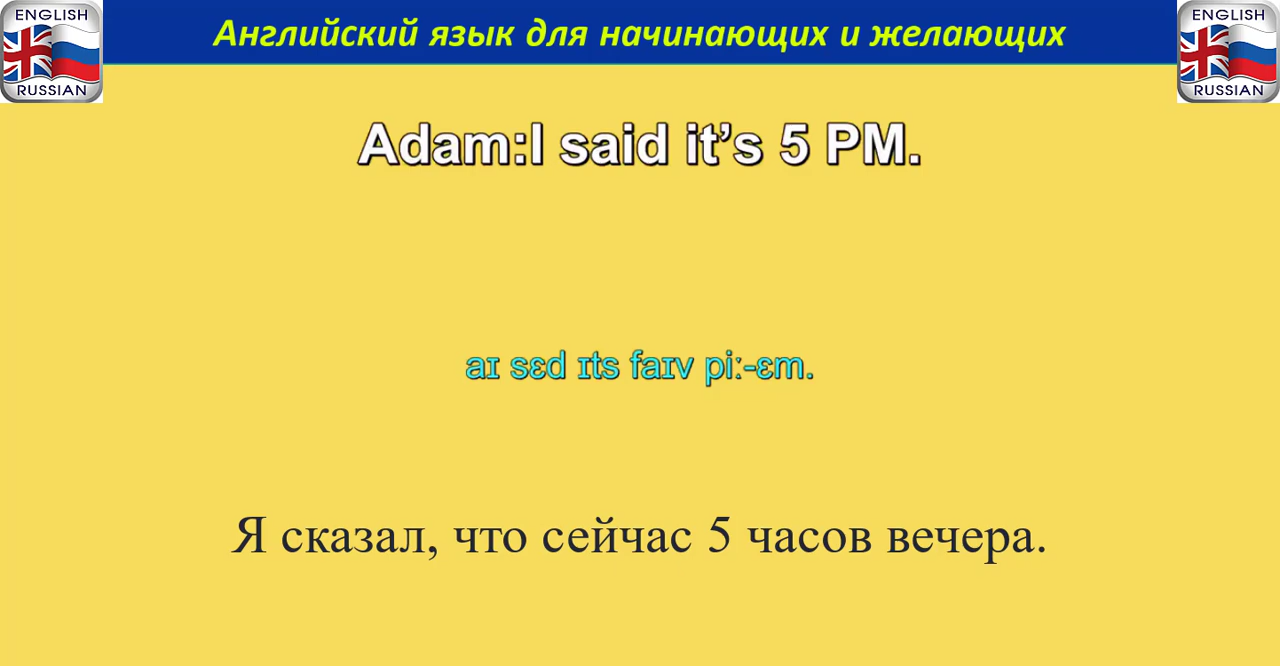 ENGLISH
RUSSIAN
Английский язык для начинающих и желающих
ENGLISH
RUSSIAN
Adam:I said it’s 5 PM.
aɪ sɛd ɪts faɪv piː-ɛm.
Я сказал, что сейчас 5 часов вечера.